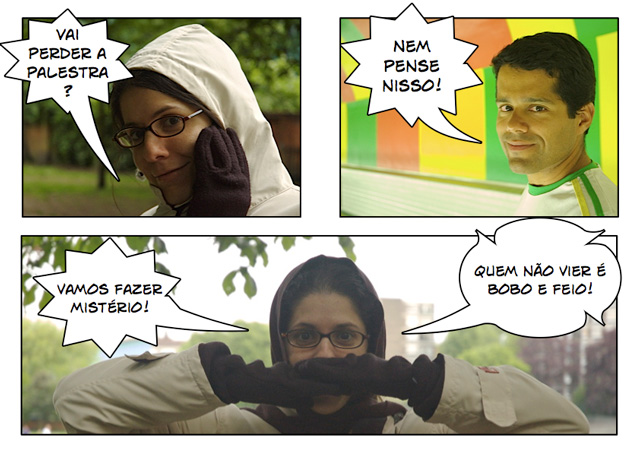 VAI
PERDER A
PALESTRA
?
NEM
PENSE
NISSO!
VAMOS FAZER
MISTÉRIO!
QUEM NÃO VIER É
BOBO E FEIO!